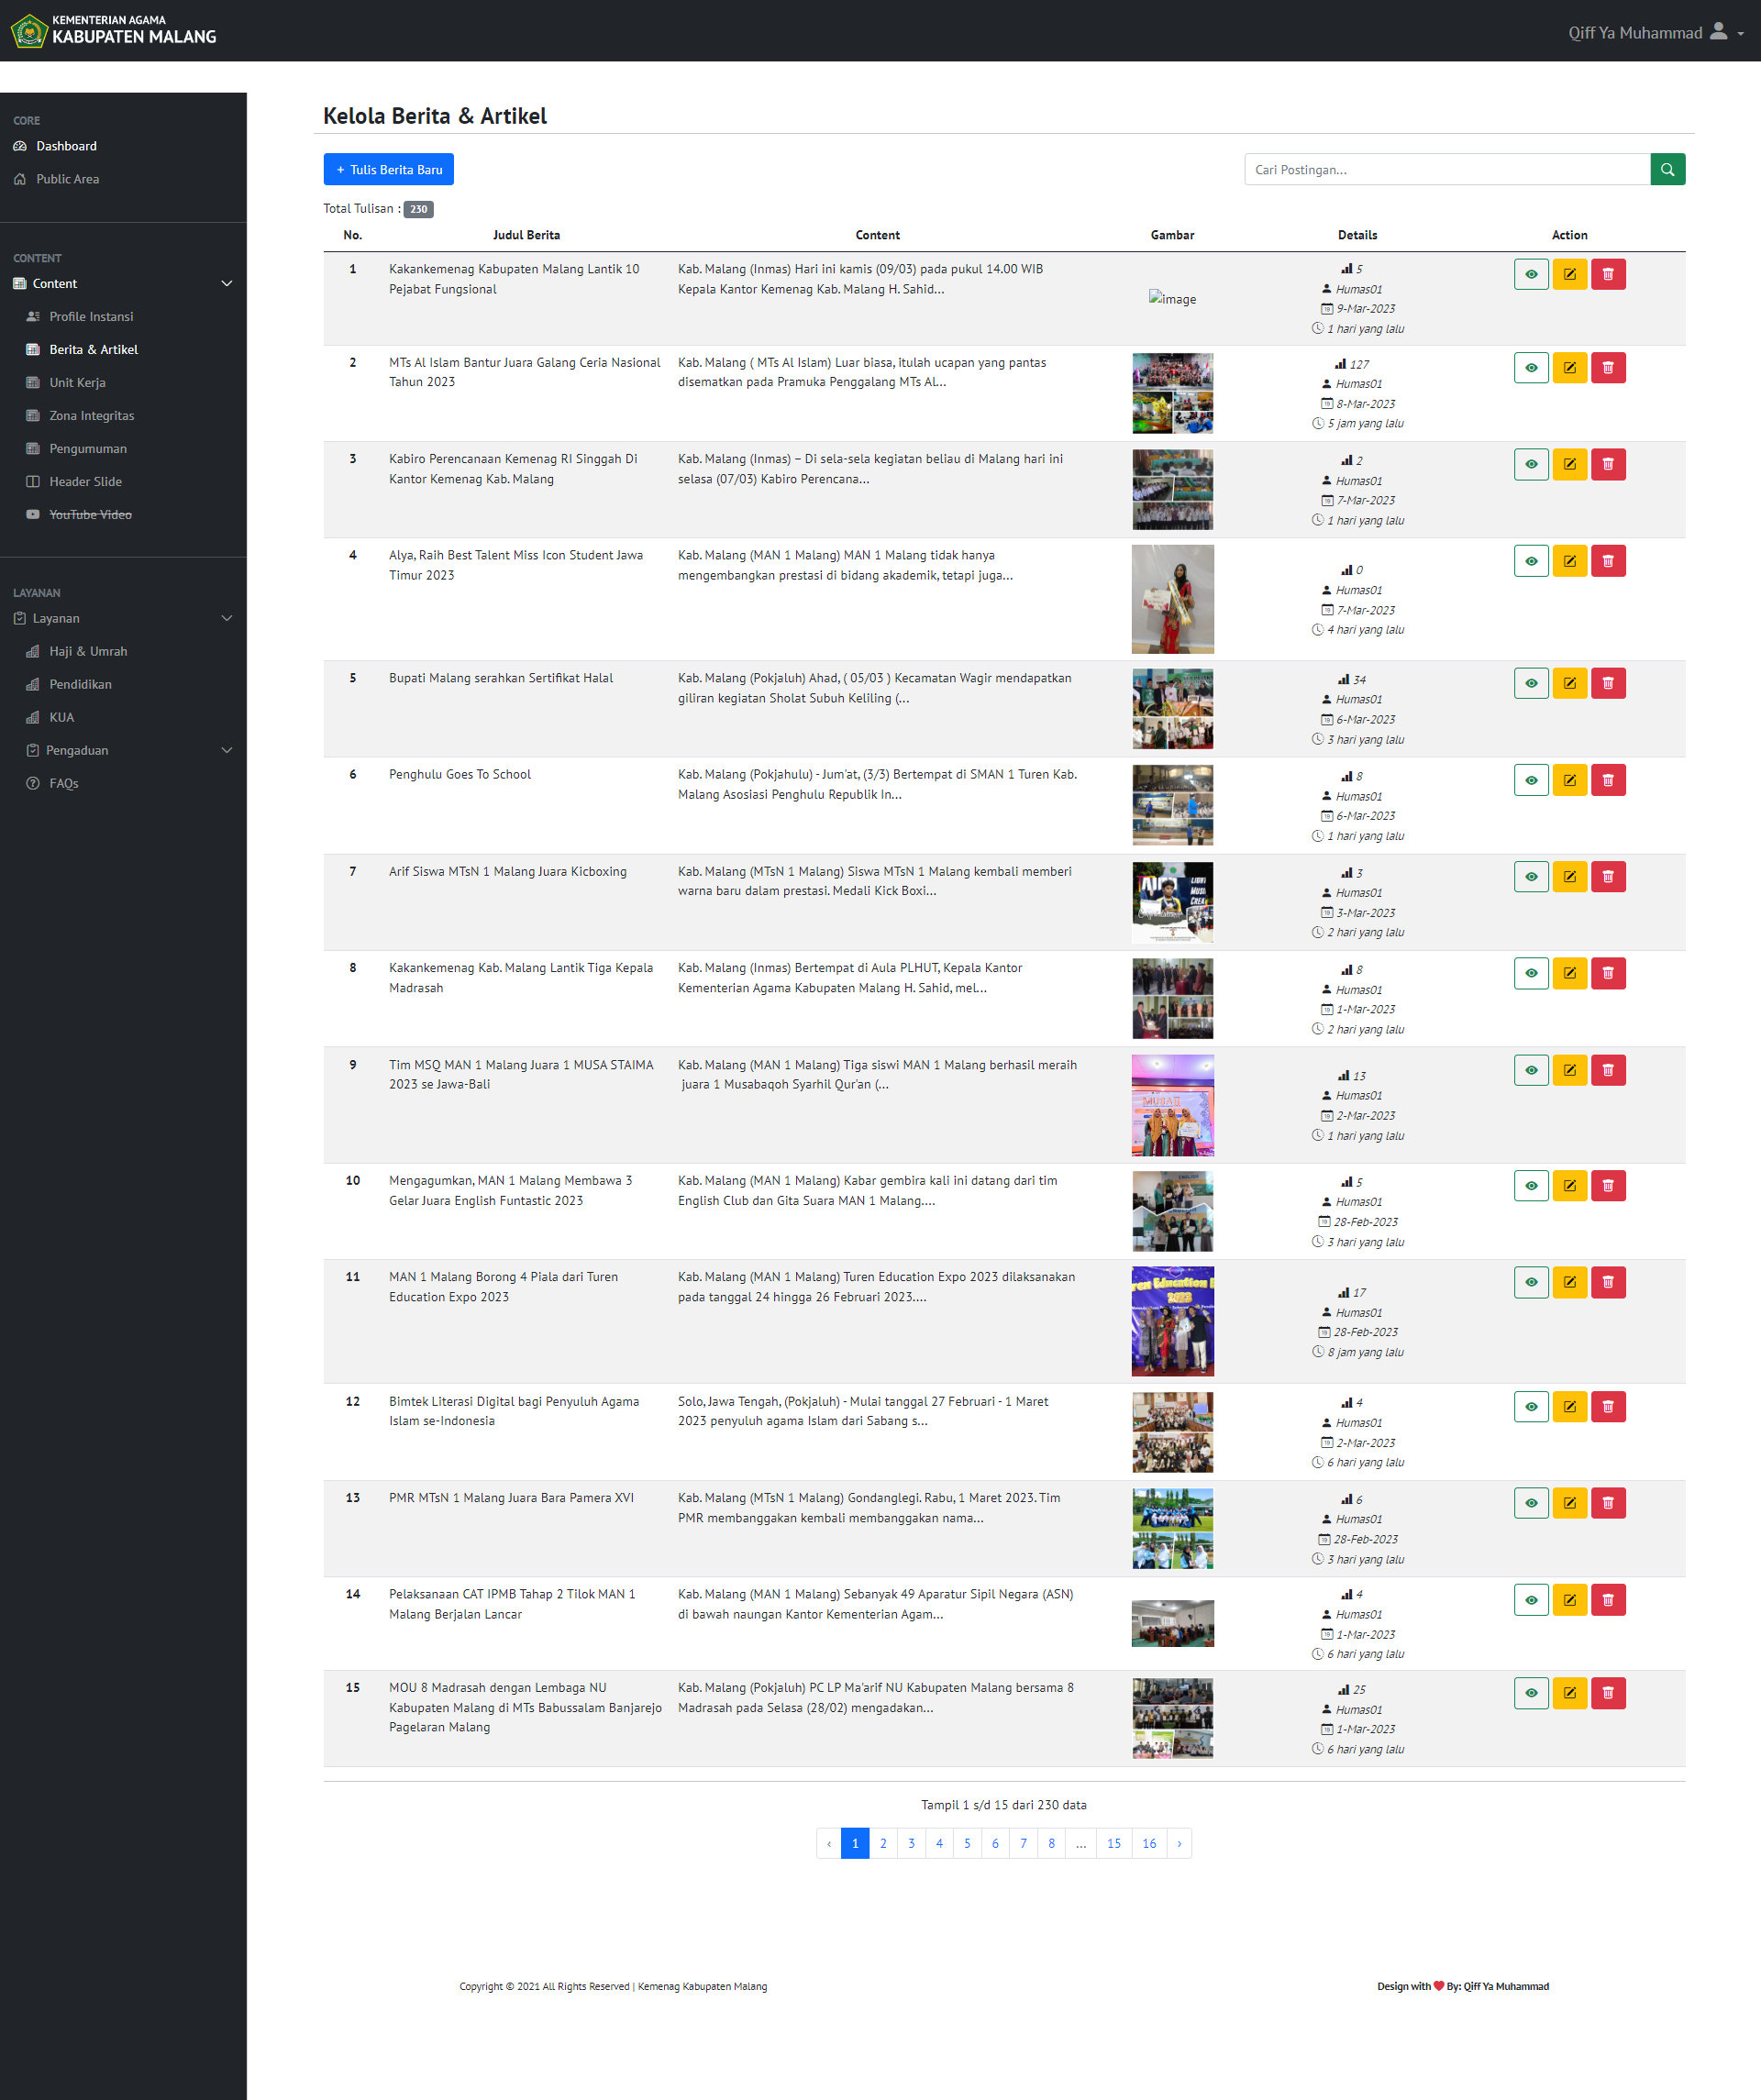 KEMENTERIAN AGAMA
KABUPATEN MALANG
Qiff Ya Muhammad
CORE
Dashboard
Public Area
CONTENT
Content
Profile Instansi
Berita & Artikel
Unit Kerja
Zona Integritas
Pengumuman
Header Slide
YouTube Video
LAYANAN
Layanan
Haji & Umrah
Pendidikan
KUA
Pengaduan
FAQs
Kelola Berita & Artikel
+ Tulis Berita Baru
Cari Postingan...
Total Tulisan : 230
No. Judul Berita Content Gambar Details Action
1
Kakankemenag Kabupaten Malang Lantik 10
Pejabat Fungsional
Kab. Malang (Inmas) Hari ini kamis (09/03) pada pukul 14.00 WIB
Kepala Kantor Kemenag Kab. Malang H. Sahid...
image
5
Humas01
9-Mar-2023
1 hari yang lalu
2
MTs Al Islam Bantur Juara Galang Ceria Nasional
Tahun 2023
Kab. Malang ( MTs Al Islam) Luar biasa, itulah ucapan yang pantas
disematkan pada Pramuka Penggalang MTs Al...
127
Humas01
8-Mar-2023
5 jam yang lalu
3
Kabiro Perencanaan Kemenag RI Singgah Di
Kantor Kemenag Kab. Malang
Kab. Malang (Inmas) – Di sela-sela kegiatan beliau di Malang hari ini
selasa (07/03) Kabiro Perencana...
2
Humas01
7-Mar-2023
1 hari yang lalu
4
Alya, Raih Best Talent Miss Icon Student Jawa
Timur 2023
Kab. Malang (MAN 1 Malang) MAN 1 Malang tidak hanya
mengembangkan prestasi di bidang akademik, tetapi juga...
0
Humas01
7-Mar-2023
4 hari yang lalu
5
Bupati Malang serahkan Sertifikat Halal
Kab. Malang (Pokjaluh) Ahad, ( 05/03 ) Kecamatan Wagir mendapatkan
giliran kegiatan Sholat Subuh Keliling (...
34
Humas01
6-Mar-2023
3 hari yang lalu
6
Penghulu Goes To School
Kab. Malang (Pokjahulu) - Jum'at, (3/3) Bertempat di SMAN 1 Turen Kab.
Malang Asosiasi Penghulu Republik In...
8
Humas01
6-Mar-2023
1 hari yang lalu
7
Arif Siswa MTsN 1 Malang Juara Kicboxing
Kab. Malang (MTsN 1 Malang) Siswa MTsN 1 Malang kembali memberi
warna baru dalam prestasi. Medali Kick Boxi...
3
Humas01
3-Mar-2023
2 hari yang lalu
8
Kakankemenag Kab. Malang Lantik Tiga Kepala
Madrasah
Kab. Malang (Inmas) Bertempat di Aula PLHUT, Kepala Kantor
Kementerian Agama Kabupaten Malang H. Sahid, mel...
8
Humas01
1-Mar-2023
2 hari yang lalu
9
Tim MSQ MAN 1 Malang Juara 1 MUSA STAIMA
2023 se Jawa-Bali
Kab. Malang (MAN 1 Malang) Tiga siswi MAN 1 Malang berhasil meraih
juara 1 Musabaqoh Syarhil Qur'an (...
13
Humas01
2-Mar-2023
1 hari yang lalu
10
Mengagumkan, MAN 1 Malang Membawa 3
Gelar Juara English Funtastic 2023
Kab. Malang (MAN 1 Malang) Kabar gembira kali ini datang dari tim
English Club dan Gita Suara MAN 1 Malang....
5
Humas01
28-Feb-2023
3 hari yang lalu
11
MAN 1 Malang Borong 4 Piala dari Turen
Education Expo 2023
Kab. Malang (MAN 1 Malang) Turen Education Expo 2023 dilaksanakan
pada tanggal 24 hingga 26 Februari 2023....
17
Humas01
28-Feb-2023
8 jam yang lalu
12
Bimtek Literasi Digital bagi Penyuluh Agama
Islam se-Indonesia
Solo, Jawa Tengah, (Pokjaluh) - Mulai tanggal 27 Februari - 1 Maret
2023 penyuluh agama Islam dari Sabang s...
4
Humas01
2-Mar-2023
6 hari yang lalu
13
PMR MTsN 1 Malang Juara Bara Pamera XVI
Kab. Malang (MTsN 1 Malang) Gondanglegi. Rabu, 1 Maret 2023. Tim
PMR membanggakan kembali membanggakan nama...
6
Humas01
28-Feb-2023
3 hari yang lalu
14
Pelaksanaan CAT IPMB Tahap 2 Tilok MAN 1
Malang Berjalan Lancar
Kab. Malang (MAN 1 Malang) Sebanyak 49 Aparatur Sipil Negara (ASN)
di bawah naungan Kantor Kementerian Agam...
4
Humas01
1-Mar-2023
6 hari yang lalu
15
MOU 8 Madrasah dengan Lembaga NU
Kabupaten Malang di MTs Babussalam Banjarejo
Pagelaran Malang
Kab. Malang (Pokjaluh) PC LP Ma'arif NU Kabupaten Malang bersama 8
Madrasah pada Selasa (28/02) mengadakan...
25
Humas01
1-Mar-2023
6 hari yang lalu
Tampil 1 s/d 15 dari 230 data
‹ 1 2 3 4 5 6 7 8 ... 15 16 ›
Copyright © 2021 All Rights Reserved | Kemenag Kabupaten Malang
Design with ❤ By: Qiff Ya Muhammad